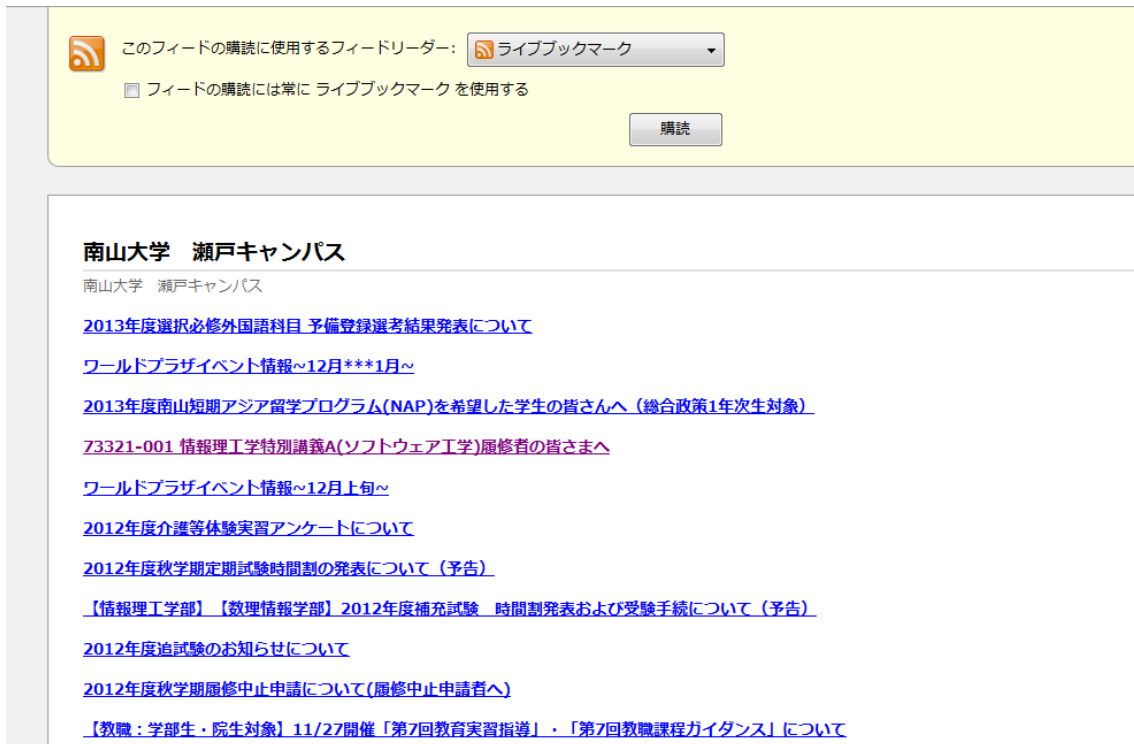 このフィードの購読に使用するフィードリーダー: ライブブックマーク
フィードの購読には常に ライブブックマーク を使用する
購読
南山大学　瀬戸キャンパス
南山大学　瀬戸キャンパス
2013年度選択必修外国語科目 予備登録選考結果発表について
ワールドプラザイベント情報~12月***1月~
2013年度南山短期アジア留学プログラム(NAP)を希望した学生の皆さんへ（総合政策1年次生対象）
73321-001 情報理工学特別講義A(ソフトウェア工学)履修者の皆さまへ
ワールドプラザイベント情報~12月上旬~
2012年度介護等体験実習アンケートについて
2012年度秋学期定期試験時間割の発表について（予告）
【情報理工学部】【数理情報学部】2012年度補充試験　時間割発表および受験手続について（予告）
2012年度追試験のお知らせについて
2012年度秋学期履修中止申請について(履修中止申請者へ)
【教職：学部生・院生対象】11/27開催「第7回教育実習指導」・「第7回教職課程ガイダンス」について